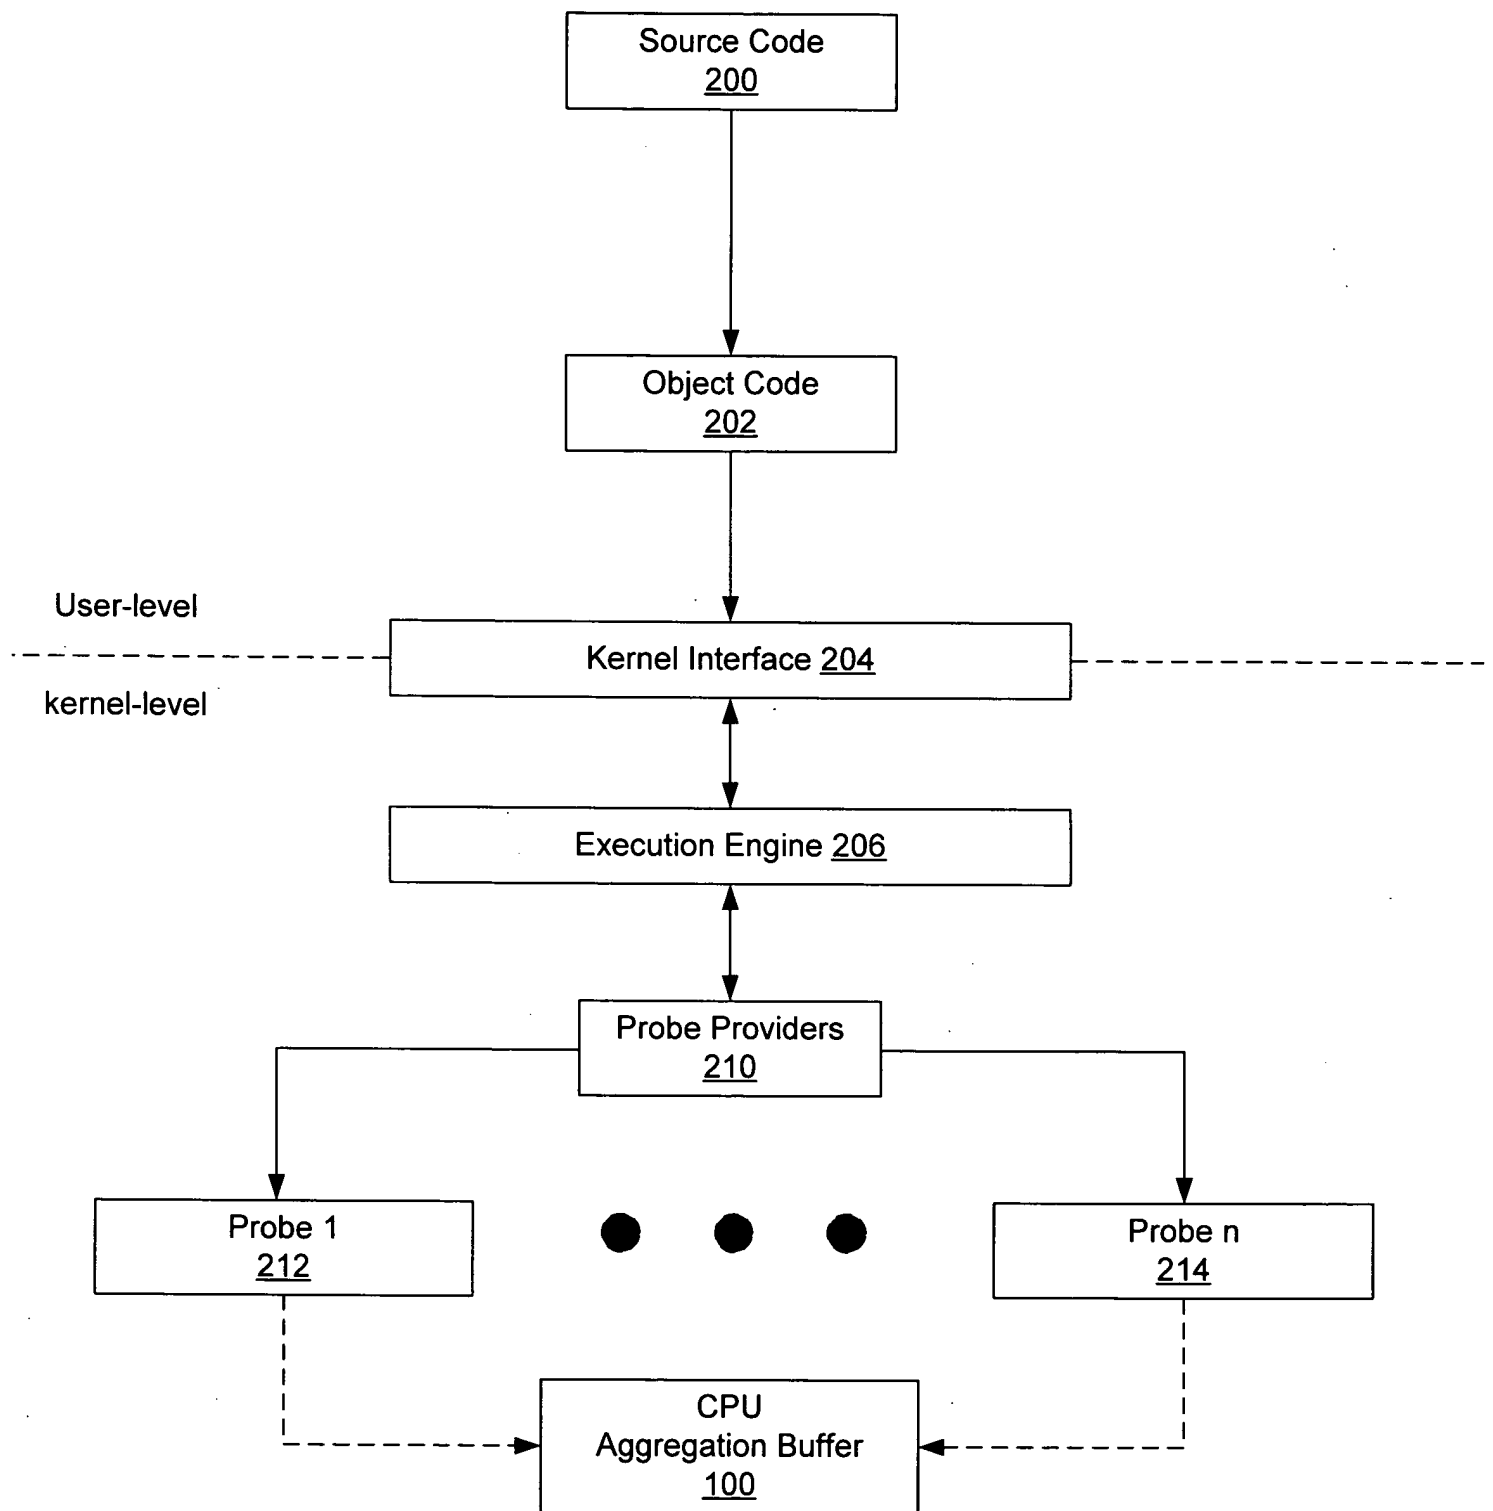 Source Code
200
Object Code
202
User-level
Kernel Interface 204
kernel-level
Execution Engine 206
Probe Providers
210
Probe 1
212
Probe n
214
CPU
Aggregation Buffer
100